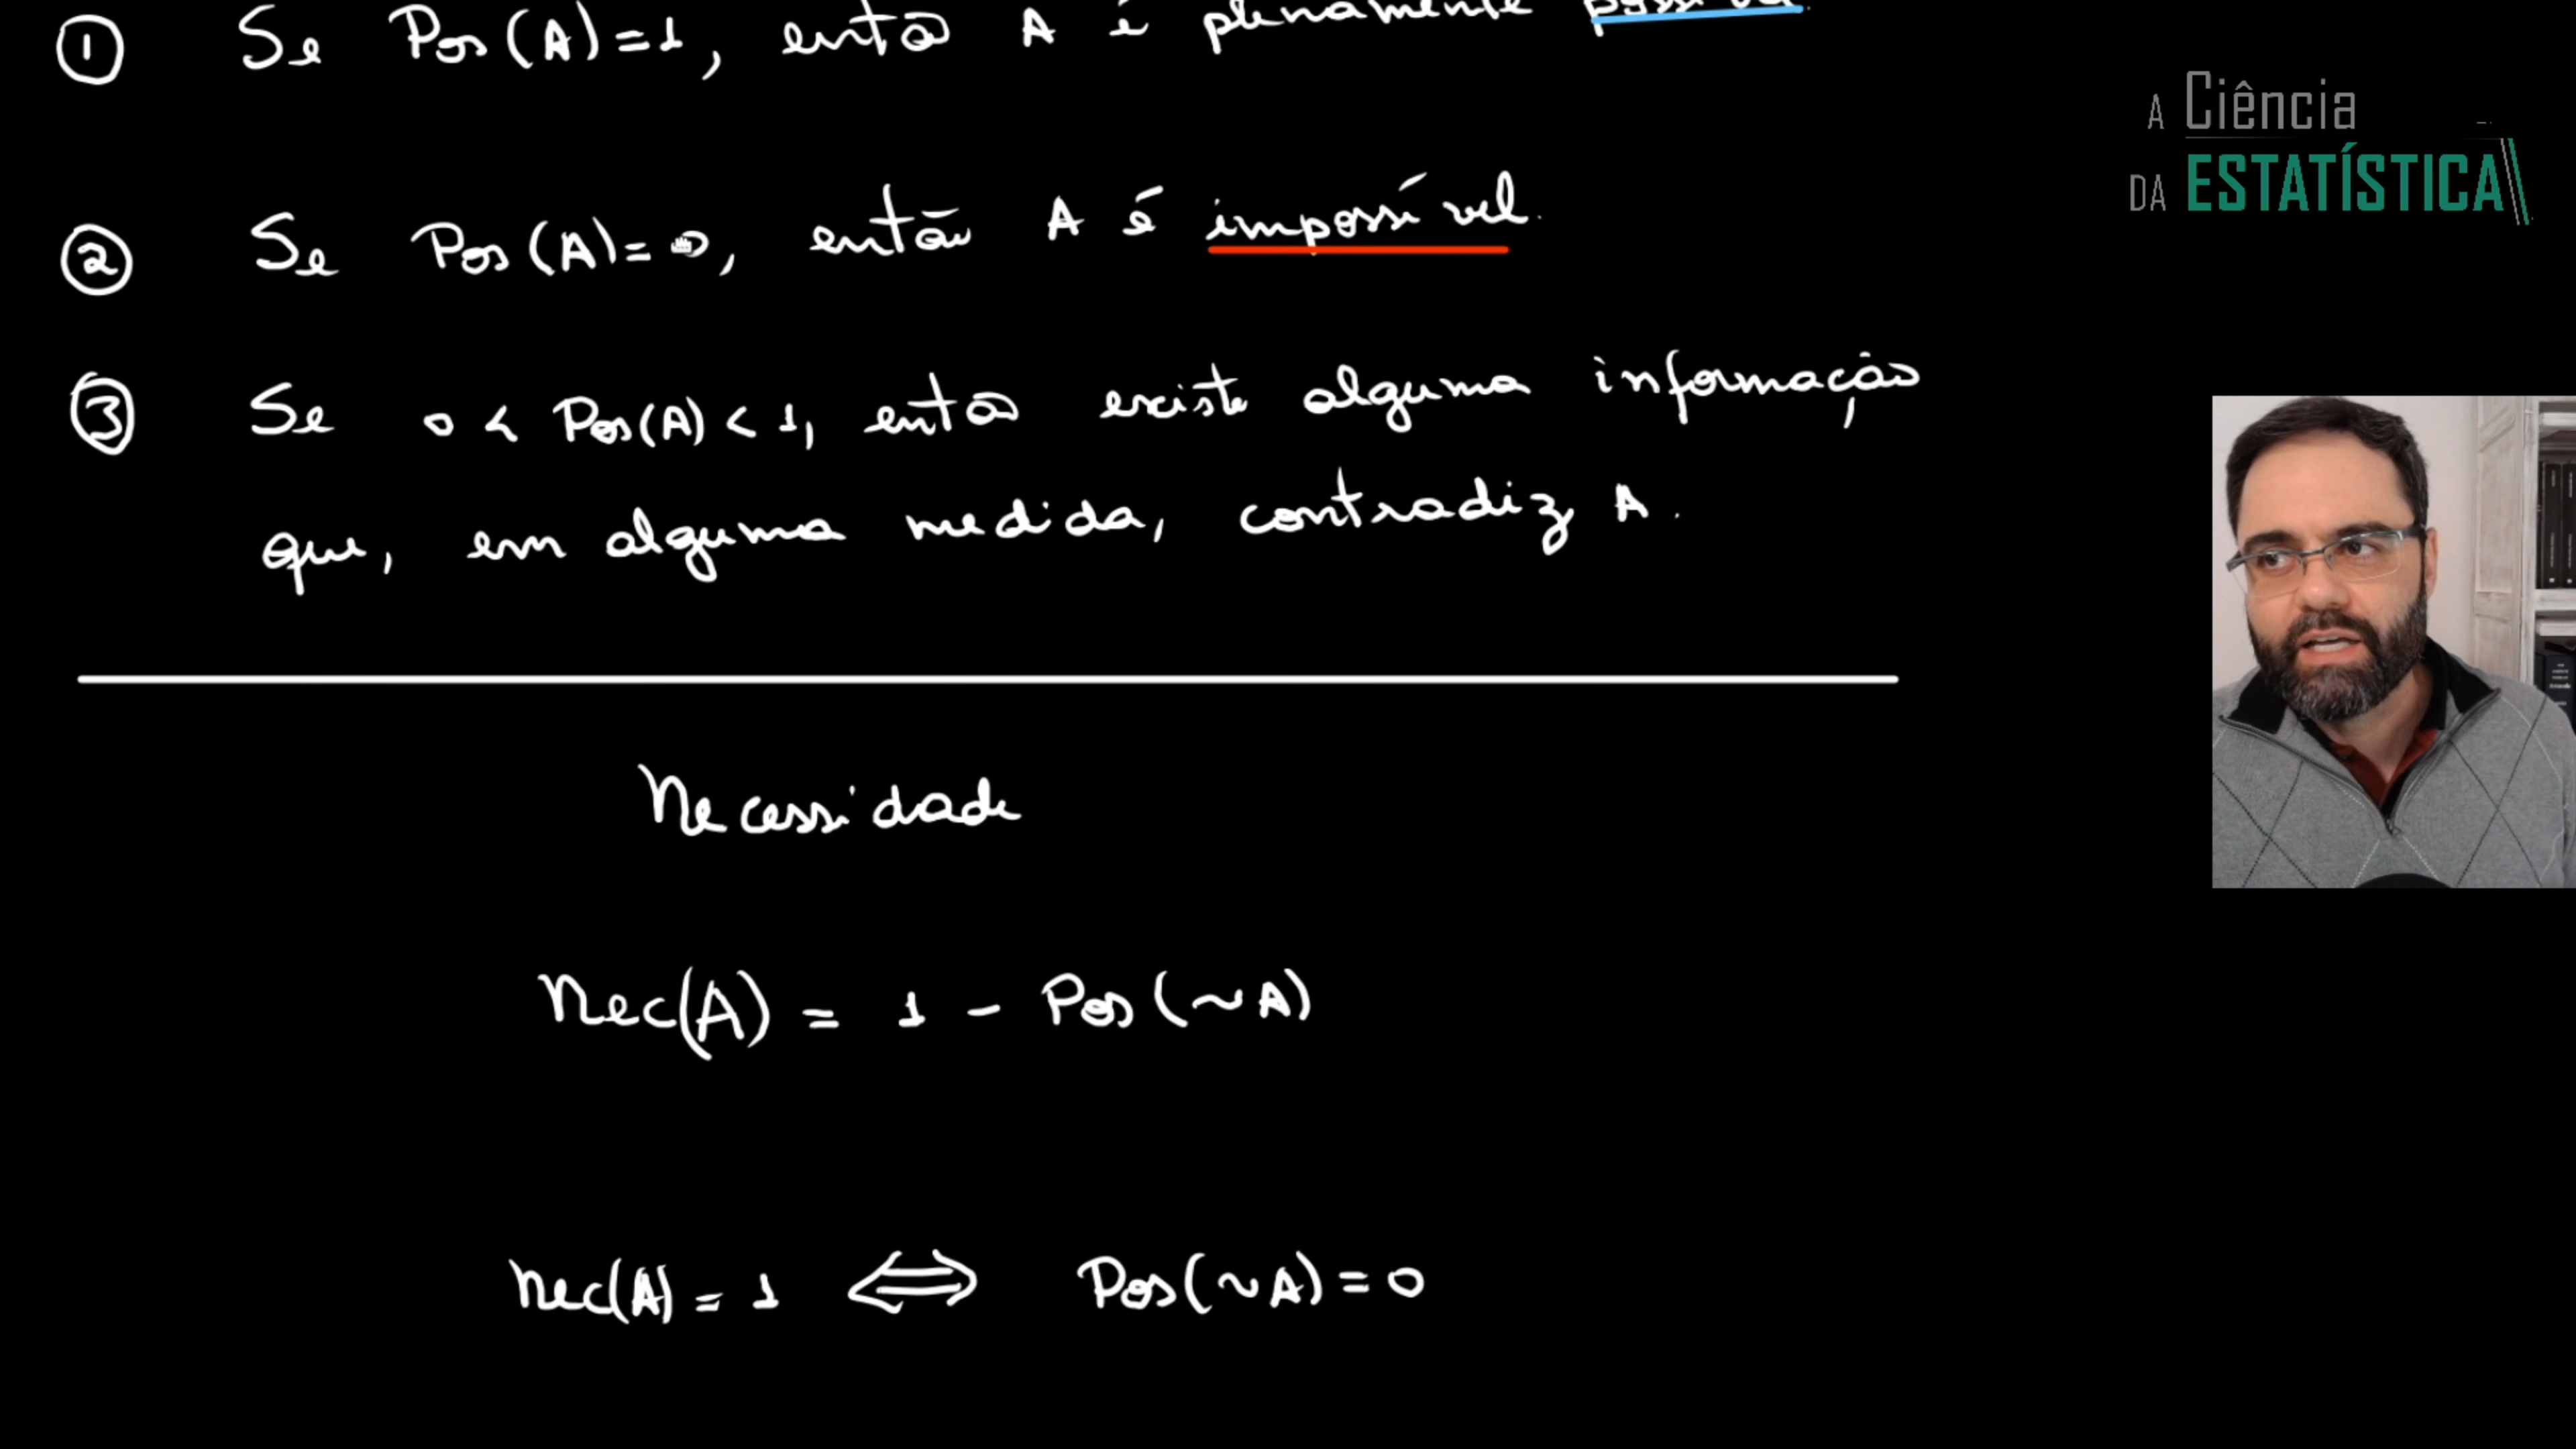 ① Se Pos(A)=1, então A é plenamente possível.
② Se Pos(A)=0, então A é impossível.
③ Se 0 < Pos(A) < 1, então existe alguma informação
que, em alguma medida, contradiz A.
Necessidade
Nec(A) = 1 - Pos(~A)
Nec(A) = 1 ⟺ Pos(~A) = 0
A Ciência
DA ESTATÍSTICA